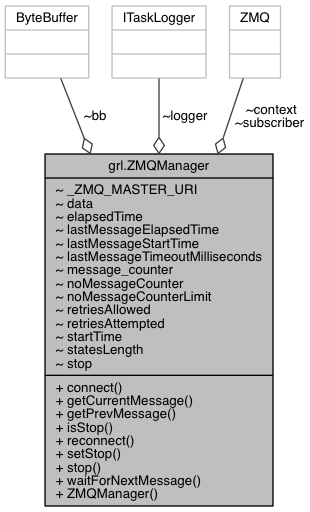 ByteBuffer ITaskLogger ZMQ
~bb ~logger ~context
~subscriber
grl.ZMQManager
~ _ZMQ_MASTER_URI
~ data
~ elapsedTime
~ lastMessageElapsedTime
~ lastMessageStartTime
~ lastMessageTimeoutMilliseconds
~ message_counter
~ noMessageCounter
~ noMessageCounterLimit
~ retriesAllowed
~ retriesAttempted
~ startTime
~ statesLength
~ stop
+ connect()
+ getCurrentMessage()
+ getPrevMessage()
+ isStop()
+ reconnect()
+ setStop()
+ stop()
+ waitForNextMessage()
+ ZMQManager()